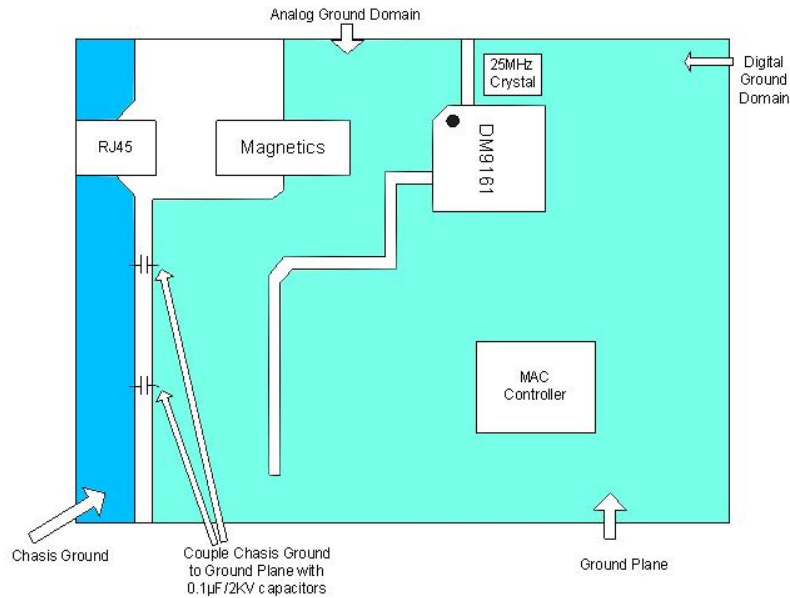 Analog Ground Domain
25MHz
Crystal
Digital
Ground
Domain
RJ45
Magnetics
DM9161
MAC
Controller
Chasis Ground
Couple Chasis Ground
to Ground Plane with
0.1µF/2KV capacitors
Ground Plane